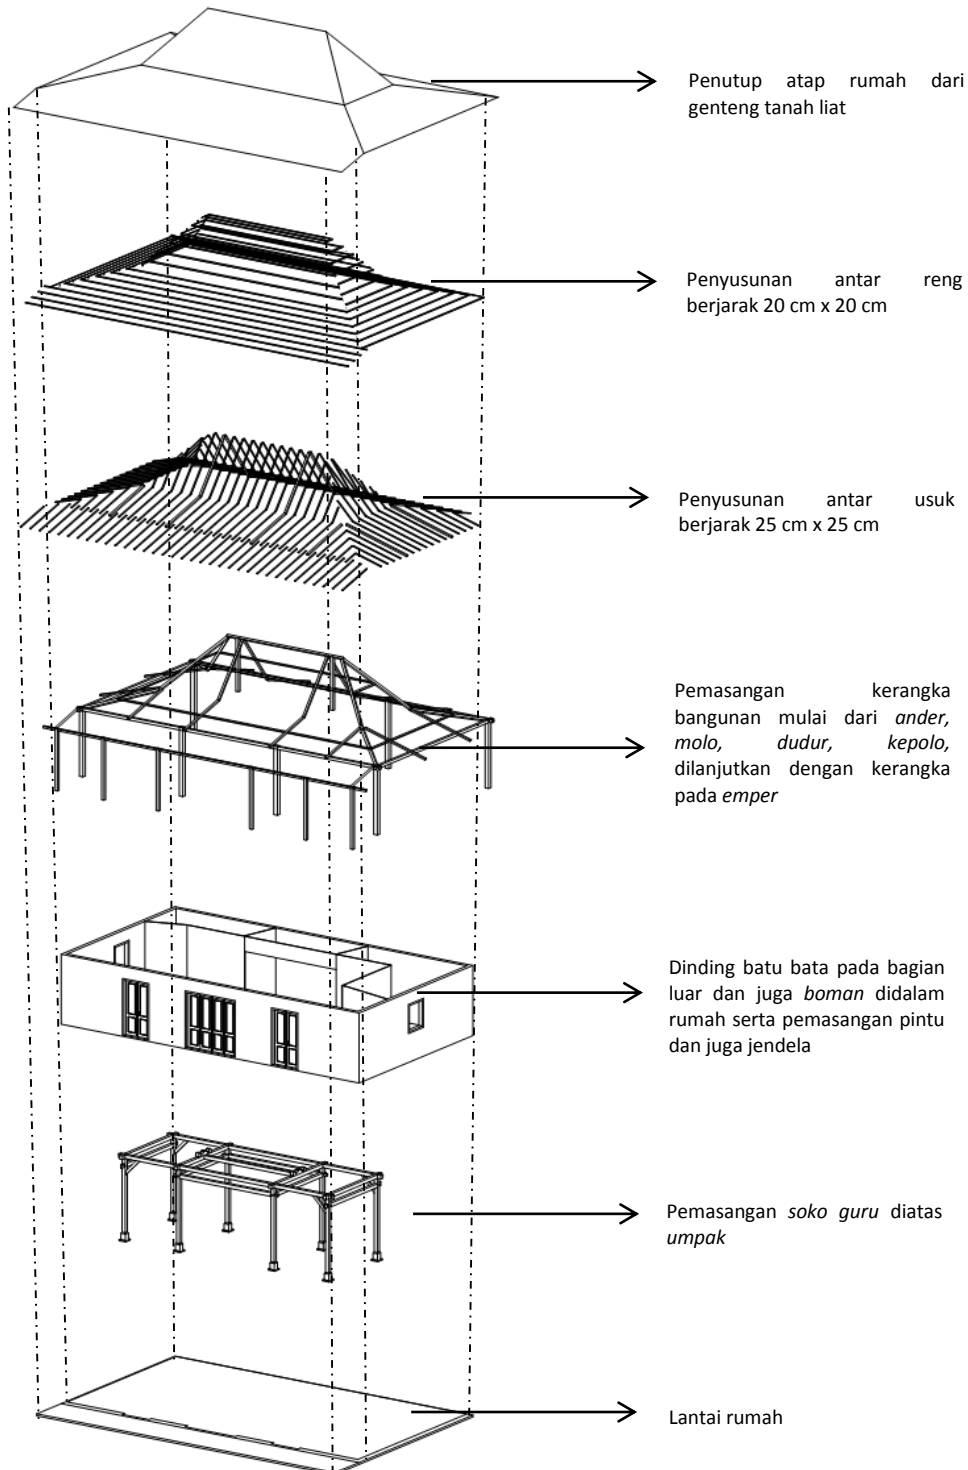 Penutup atap rumah dari
genteng tanah liat
Penyusunan antar reng
berjarak 20 cm x 20 cm
Penyusunan antar usuk
berjarak 25 cm x 25 cm
Pemasangan kerangka
bangunan mulai dari ander,
molo, dudur, kepolo,
dilanjutkan dengan kerangka
pada emper
Dinding batu bata pada bagian
luar dan juga boman didalam
rumah serta pemasangan pintu
dan juga jendela
Pemasangan soko guru diatas
umpak
Lantai rumah